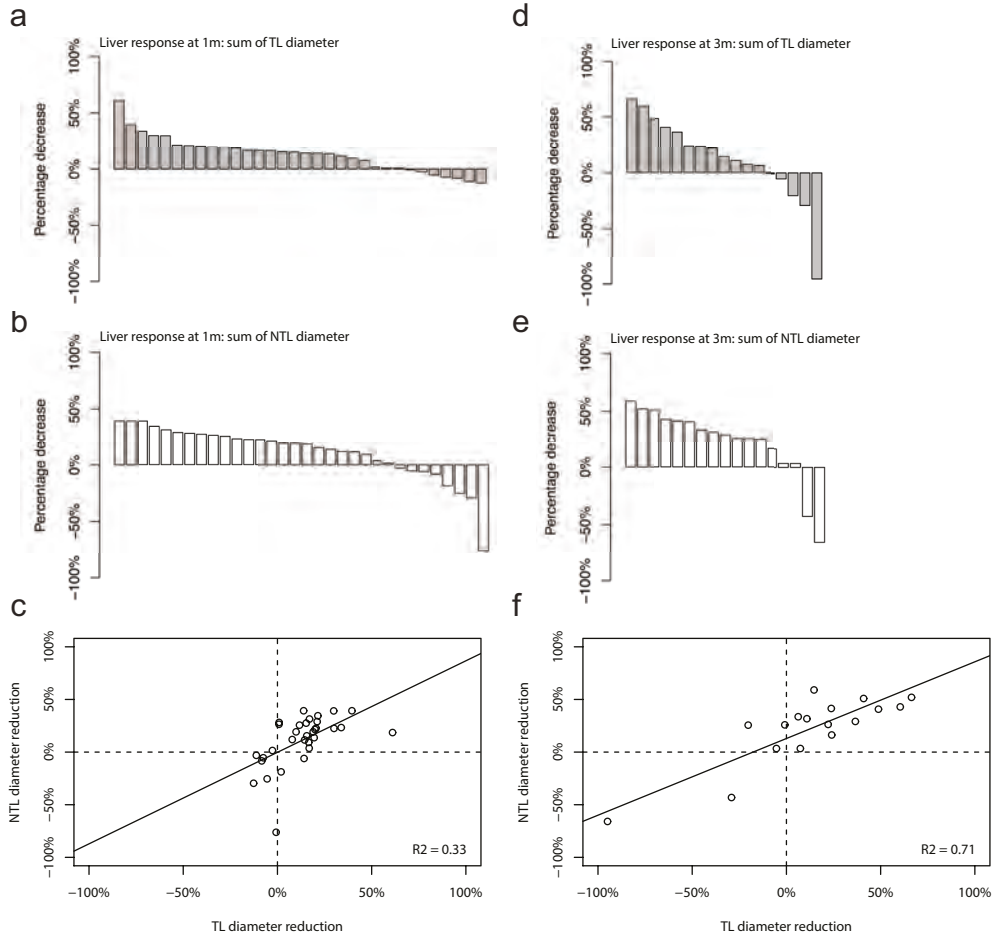 a
Liver response at 1m: sum of TL diameter
Percentage decrease
100%
50%
0%
−50%
−100%
b
Liver response at 1m: sum of NTL diameter
Percentage decrease
100%
50%
0%
−50%
−100%
c
NTL diameter reduction
100%
50%
0%
−50%
−100%
R2 = 0.33
−100%
−50%
0%
50%
100%
TL diameter reduction
d
Liver response at 3m: sum of TL diameter
Percentage decrease
100%
50%
0%
−50%
−100%
e
Liver response at 3m: sum of NTL diameter
Percentage decrease
100%
50%
0%
−50%
−100%
f
NTL diameter reduction
100%
50%
0%
−50%
−100%
R2 = 0.71
−100%
−50%
0%
50%
100%
TL diameter reduction